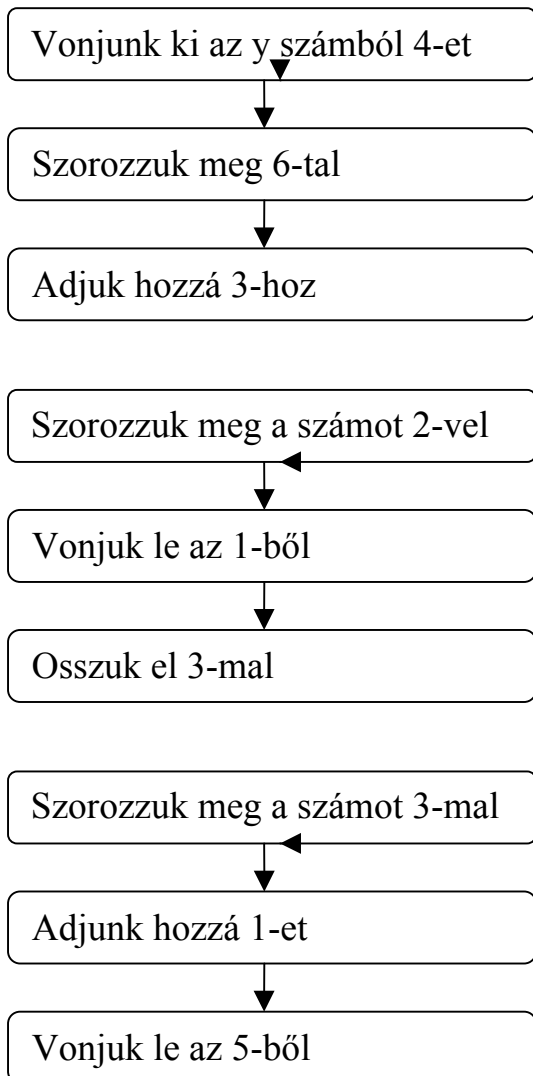 Vonjunk ki az y számból 4-et
Szorozzuk meg 6-tal
Adjuk hozzá 3-hoz
Szorozzuk meg a számot 2-vel
Vonjuk le az 1-ből
Osszuk el 3-mal
Szorozzuk meg a számot 3-mal
Adjunk hozzá 1-et
Vonjuk le az 5-ből